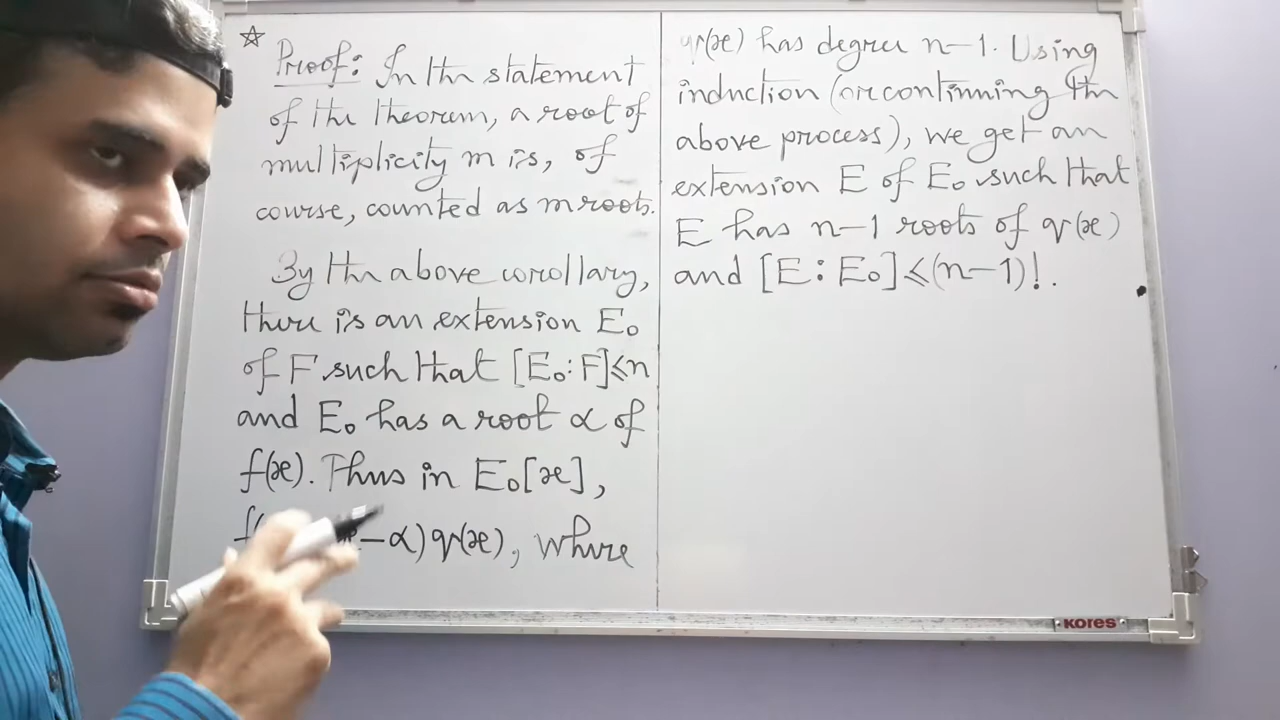 ☆ Proof: In the statement
of the theorem, a root of
multiplicity m is, of
course, counted as m roots.
By the above corollary,
there is an extension E₀
of F such that [E₀:F]≤n
and E₀ has a root α of
f(x). Thus in E₀[x],
-α)q(x), where
q(x) has degree n-1. Using
induction (or continuing the
above process), we get an
extension E of E₀ such that
E has n-1 roots of q(x)
and [E:E₀]≤(n-1)!.
KORES